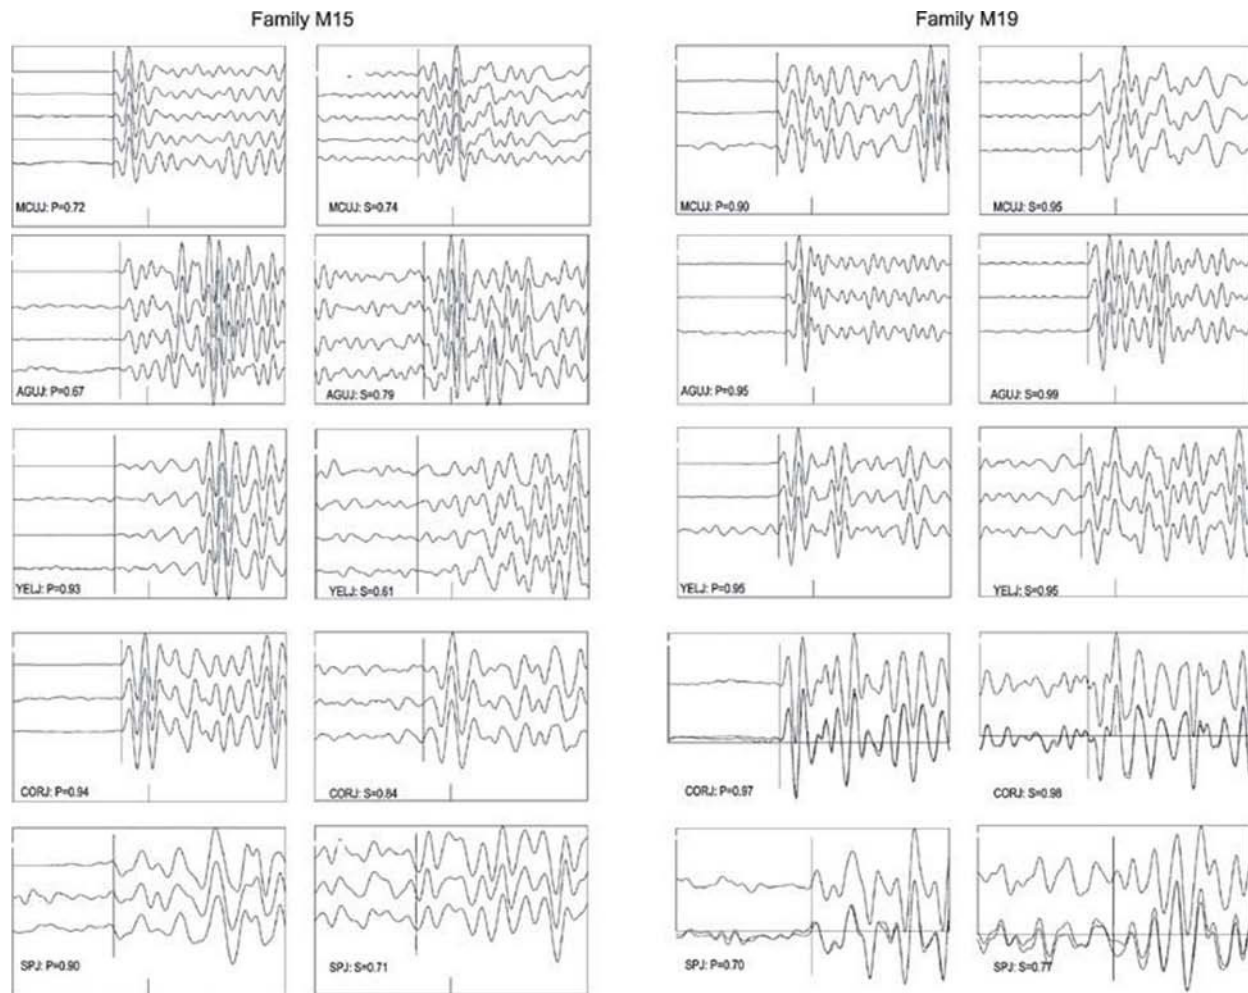 Family M15
Family M19
MCUJ: P=0.72
MCUJ: S=0.74
MCUJ: P=0.90
MCUJ: S=0.95
AGUJ: P=0.67
AGUJ: S=0.79
AGUJ: P=0.95
AGUJ: S=0.99
YELJ: P=0.93
YELJ: S=0.61
YELJ: P=0.95
YELJ: S=0.95
CORJ: P=0.94
CORJ: S=0.84
CORJ: P=0.97
CORJ: S=0.98
SPJ: P=0.90
SPJ: S=0.71
SPJ: P=0.70
SPJ: S=0.77